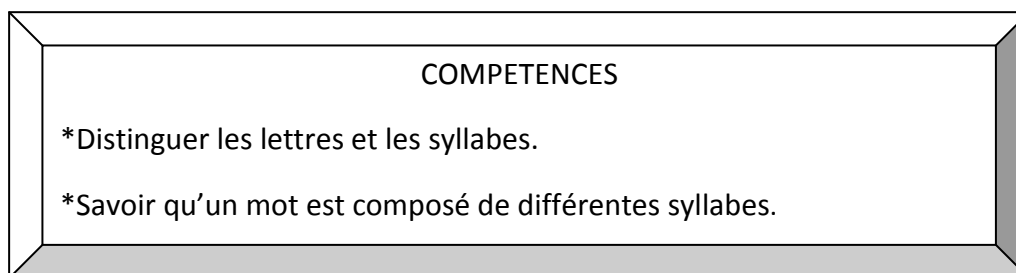 COMPETENCES
*Distinguer les lettres et les syllabes.
*Savoir qu’un mot est composé de différentes syllabes.